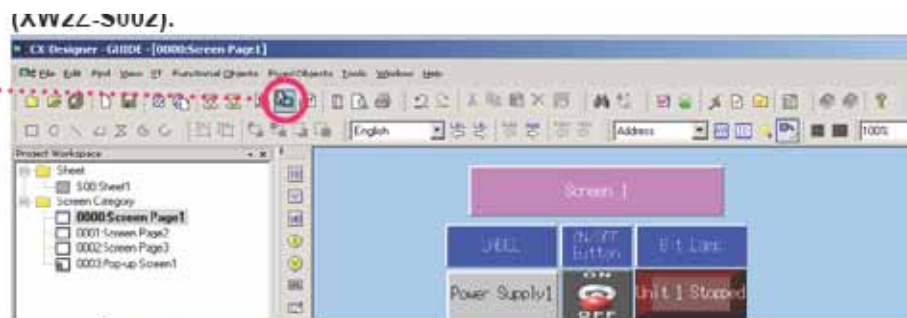 (XW2Z-S002).
CX-Designer - GUIDE - [0000:Screen Page1]
File Edit Find View PT Functional Objects Fixed Objects Tools Window Help
English
Address
100%
Project Workspace
Sheet
S00:Sheet1
Screen Category
0000:Screen Page1
0001:Screen Page2
0002:Screen Page3
0003:Pop-up Screen1
Screen 1
LABEL
ON/OFF
Button
Bit Lamp
Power Supply1
ON
OFF
Unit 1 Stopped